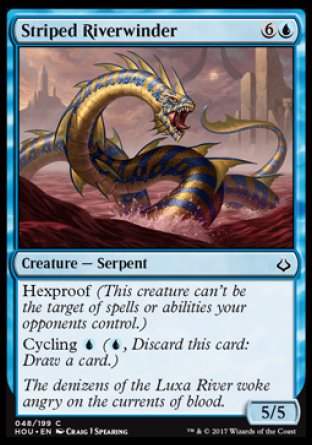 Striped Riverwinder 6
Creature — Serpent
Hexproof (This creature can't be
the target of spells or abilities your
opponents control.)
Cycling (, Discard this card:
Draw a card.)
The denizens of the Luxa River woke
angry on the currents of blood.
5/5
048/199 C
HOU • EN Craig J Spearing
™ & © 2017 Wizards of the Coast